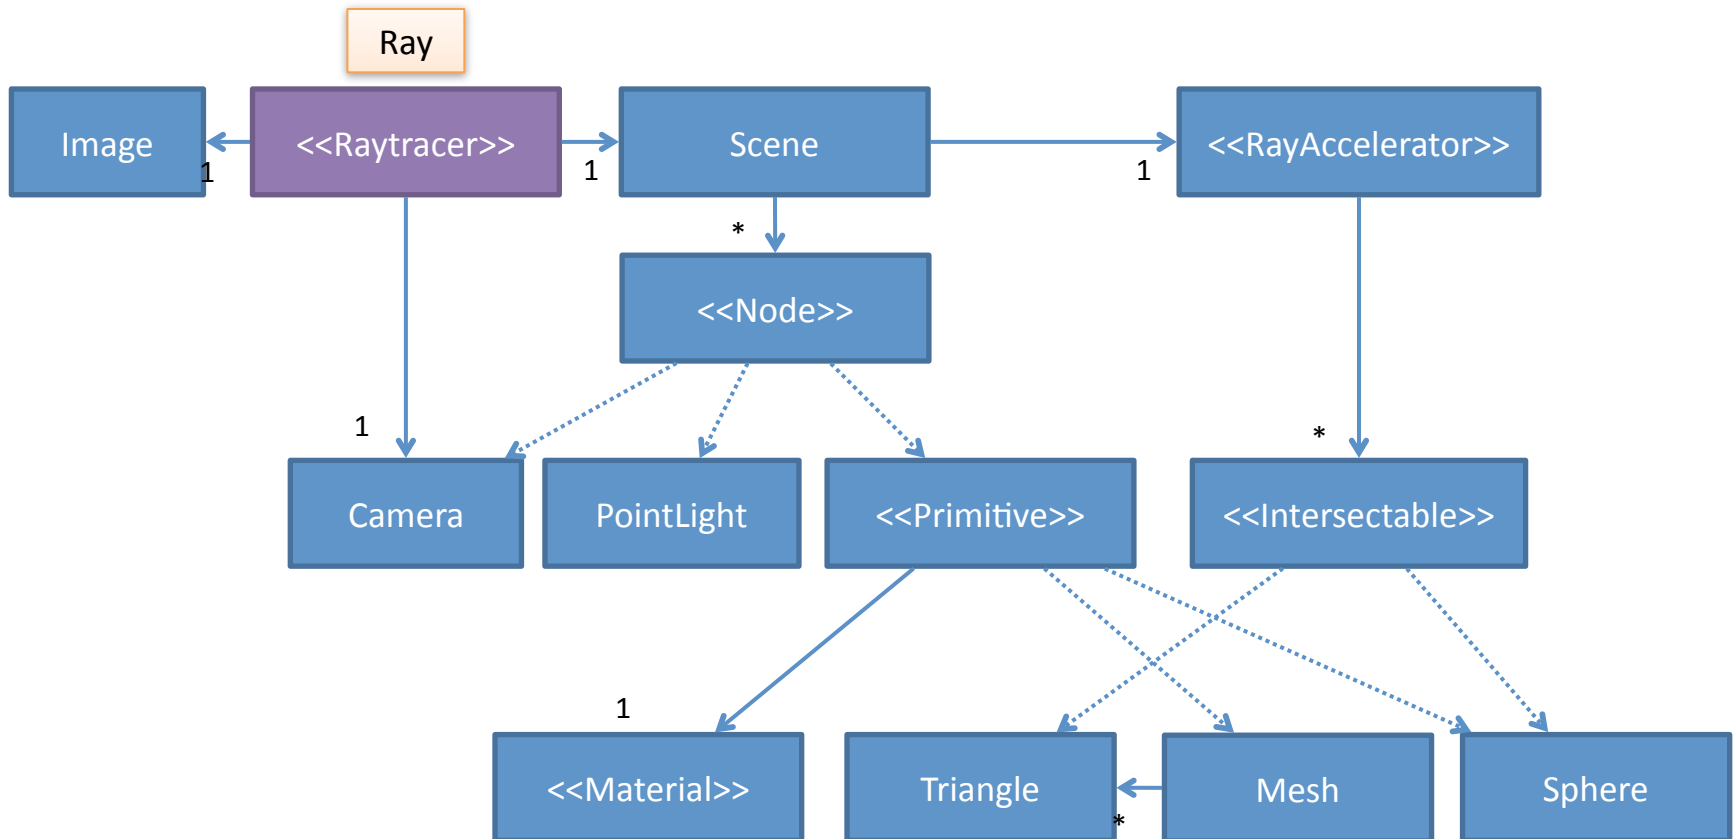 Ray
Image
<<Raytracer>>
Scene
<<RayAccelerator>>
1
1
1
*
<<Node>>
1
*
Camera
PointLight
<<Primitive>>
<<Intersectable>>
1
<<Material>>
Triangle
Mesh
Sphere
*